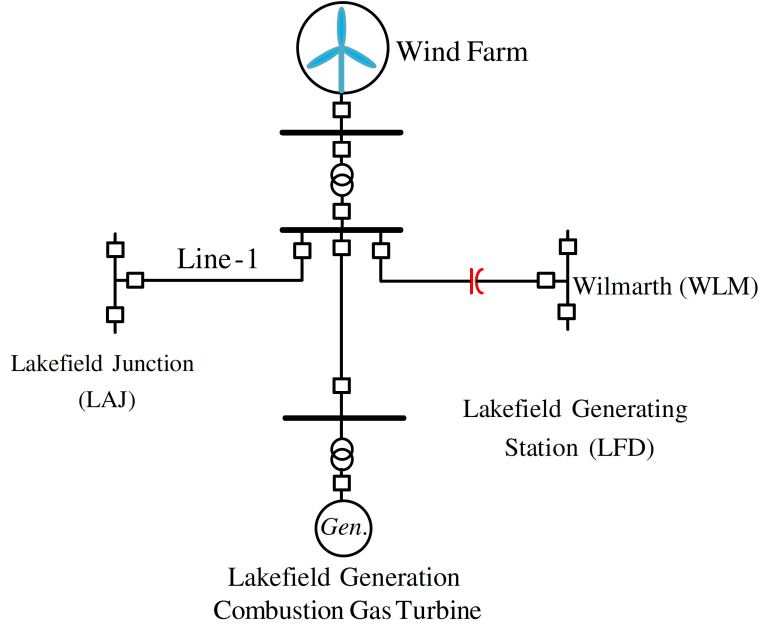 Wind Farm
Line-1
Wilmarth (WLM)
Lakefield Junction
(LAJ)
Lakefield Generating
Station (LFD)
Gen.
Lakefield Generation
Combustion Gas Turbine